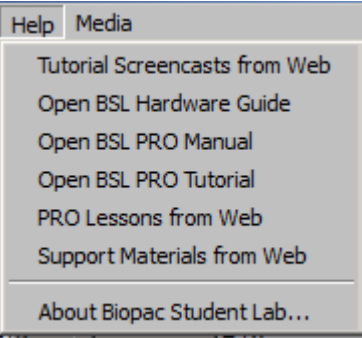 Help Media
Tutorial Screencasts from Web
Open BSL Hardware Guide
Open BSL PRO Manual
Open BSL PRO Tutorial
PRO Lessons from Web
Support Materials from Web
About Biopac Student Lab...